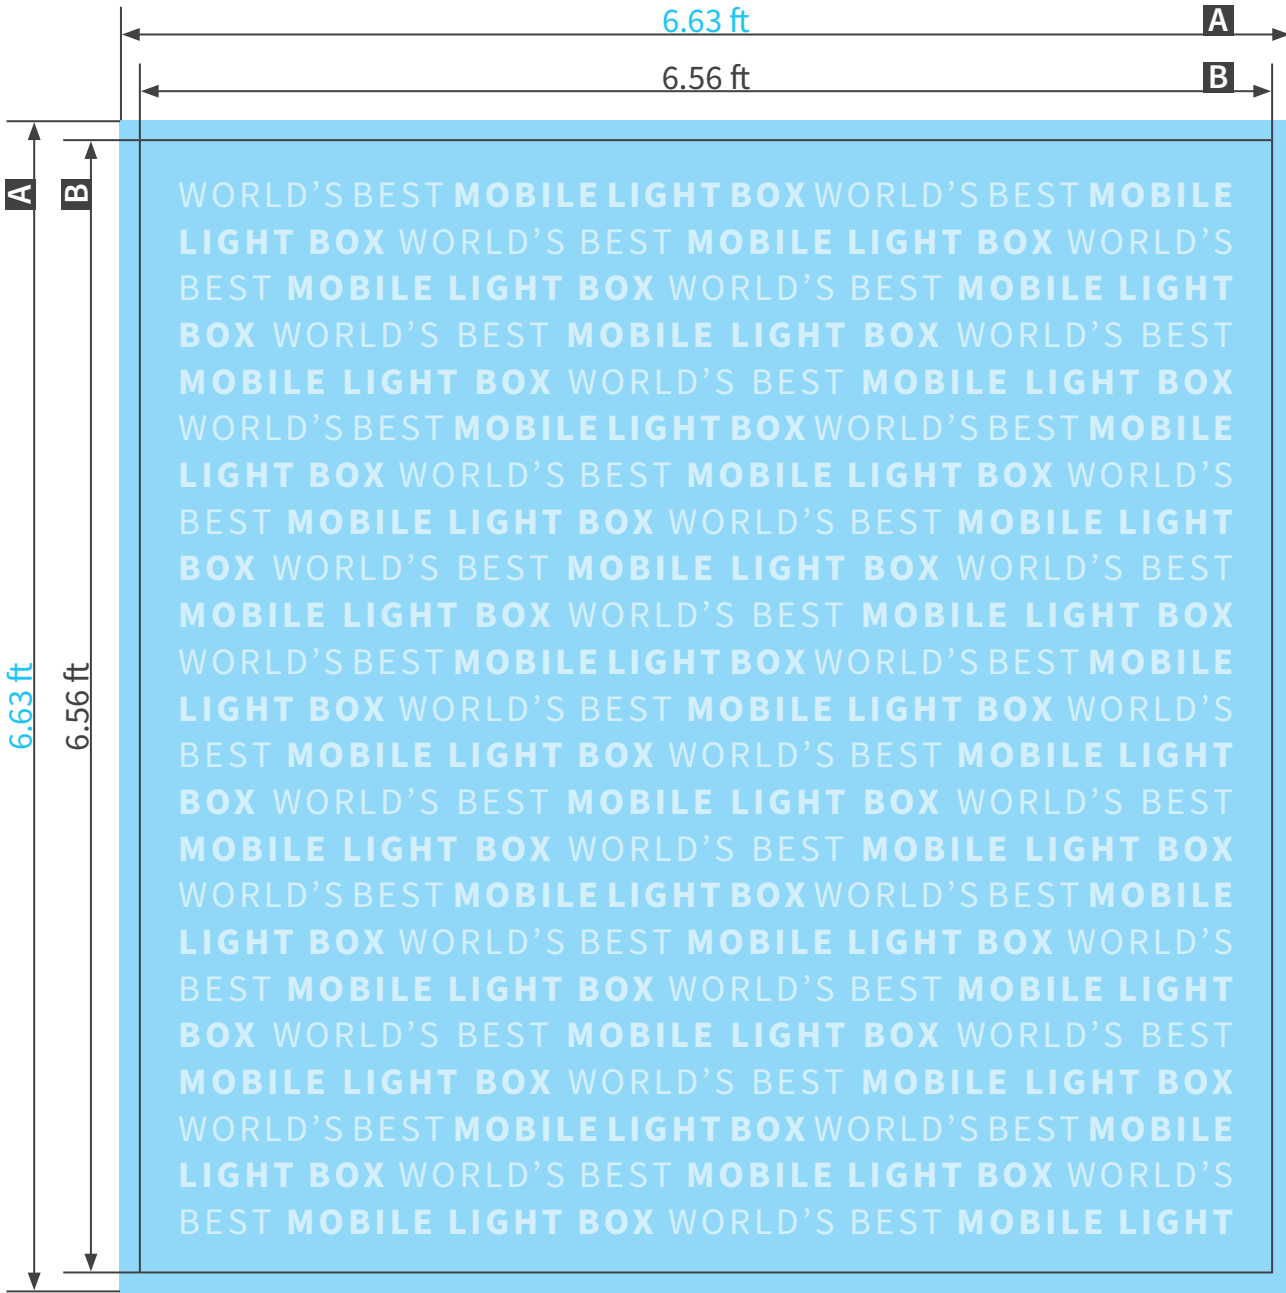 6.63 ft A
6.56 ft B
A
B
WORLD’S BEST MOBILE LIGHT BOX WORLD’S BEST MOBILE
LIGHT BOX WORLD’S BEST MOBILE LIGHT BOX WORLD’S
BEST MOBILE LIGHT BOX WORLD’S BEST MOBILE LIGHT
BOX WORLD’S BEST MOBILE LIGHT BOX WORLD’S BEST
MOBILE LIGHT BOX WORLD’S BEST MOBILE LIGHT BOX
WORLD’S BEST MOBILE LIGHT BOX WORLD’S BEST MOBILE
LIGHT BOX WORLD’S BEST MOBILE LIGHT BOX WORLD’S
BEST MOBILE LIGHT BOX WORLD’S BEST MOBILE LIGHT
BOX WORLD’S BEST MOBILE LIGHT BOX WORLD’S BEST
MOBILE LIGHT BOX WORLD’S BEST MOBILE LIGHT BOX
WORLD’S BEST MOBILE LIGHT BOX WORLD’S BEST MOBILE
LIGHT BOX WORLD’S BEST MOBILE LIGHT BOX WORLD’S
BEST MOBILE LIGHT BOX WORLD’S BEST MOBILE LIGHT
BOX WORLD’S BEST MOBILE LIGHT BOX WORLD’S BEST
MOBILE LIGHT BOX WORLD’S BEST MOBILE LIGHT BOX
WORLD’S BEST MOBILE LIGHT BOX WORLD’S BEST MOBILE
LIGHT BOX WORLD’S BEST MOBILE LIGHT BOX WORLD’S
BEST MOBILE LIGHT BOX WORLD’S BEST MOBILE LIGHT
BOX WORLD’S BEST MOBILE LIGHT BOX WORLD’S BEST
MOBILE LIGHT BOX WORLD’S BEST MOBILE LIGHT BOX
WORLD’S BEST MOBILE LIGHT BOX WORLD’S BEST MOBILE
LIGHT BOX WORLD’S BEST MOBILE LIGHT BOX WORLD’S
BEST MOBILE LIGHT BOX WORLD’S BEST MOBILE LIGHT
6.63 ft
6.56 ft